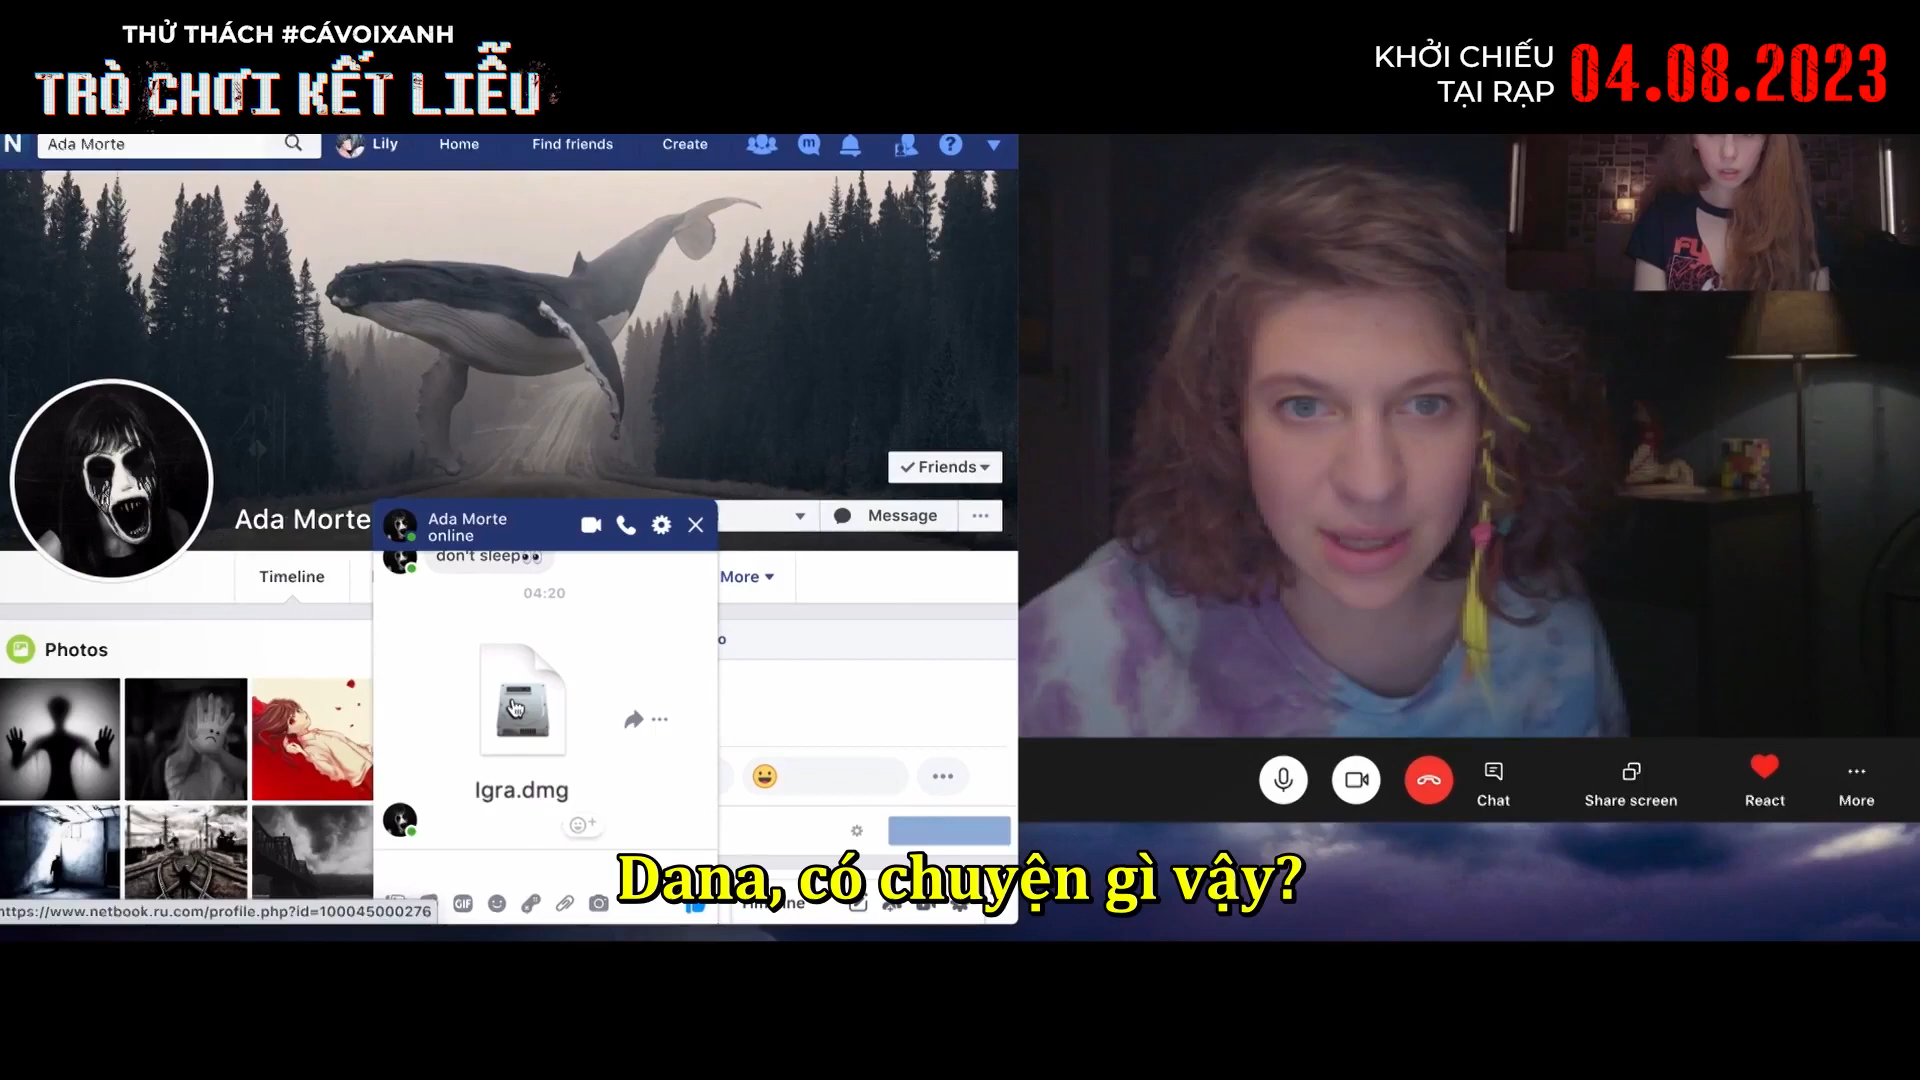 THỬ THÁCH #CÁVOIXANH
TRÒ CHƠI KẾT LIỄU
KHỞI CHIẾU
TẠI RẠP
04.08.2023
N
Ada Morte
Lily
Home
Find friends
Create
m
?
Friends
Ada Morte
Message
Ada Morte
online
don't sleep
Timeline
More
04:20
Photos
Igra.dmg
Chat
Share screen
React
More
GIF
https://www.netbook.ru.com/profile.php?id=100045000276
Dana, có chuyện gì vậy?